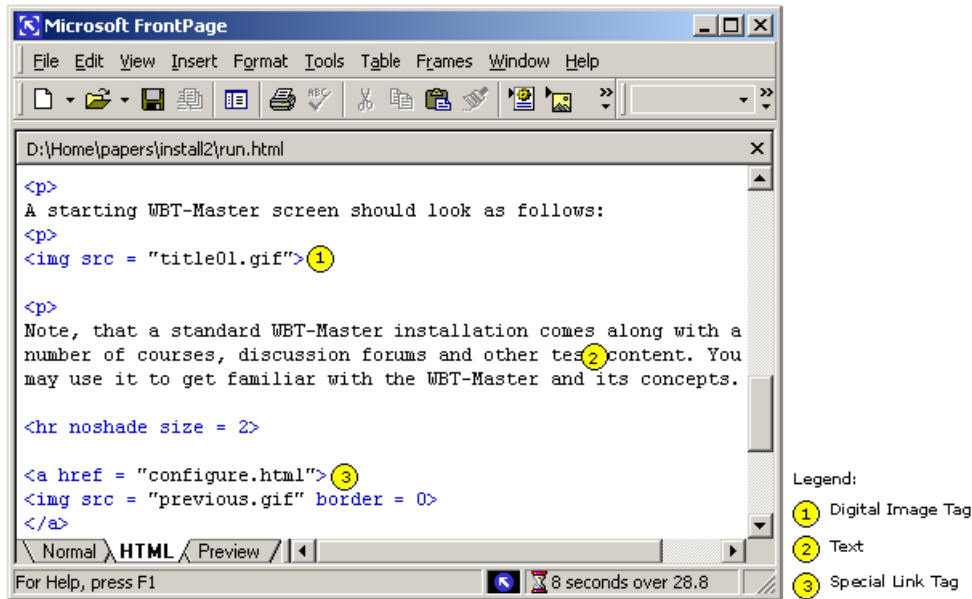 Microsoft FrontPage
File Edit View Insert Format Tools Table Frames Window Help
ABC
D:\Home\papers\install2\run.html
<p>
A starting WBT-Master screen should look as follows:
<p>
<img src = "title01.gif"> 1
<p>
Note, that a standard WBT-Master installation comes along with a
number of courses, discussion forums and other tes 2 content. You
may use it to get familiar with the WBT-Master and its concepts.
<hr noshade size = 2>
<a href = "configure.html"> 3
<img src = "previous.gif" border = 0>
</a>
Normal HTML Preview
For Help, press F1 8 seconds over 28.8
Legend:
1 Digital Image Tag
2 Text
3 Special Link Tag